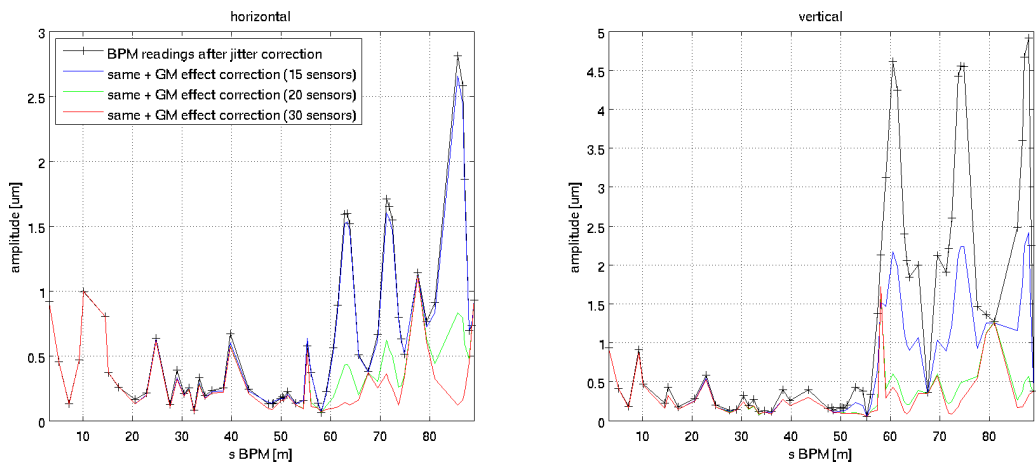 horizontal
3
2.5
2
1.5
1
0.5
0
amplitude [um]
BPM readings after jitter correction
same + GM effect correction (15 sensors)
same + GM effect correction (20 sensors)
same + GM effect correction (30 sensors)
10 20 30 40 50 60 70 80
s BPM [m]
vertical
5
4.5
4
3.5
3
2.5
2
1.5
1
0.5
0
amplitude [um]
10 20 30 40 50 60 70 80
s BPM [m]